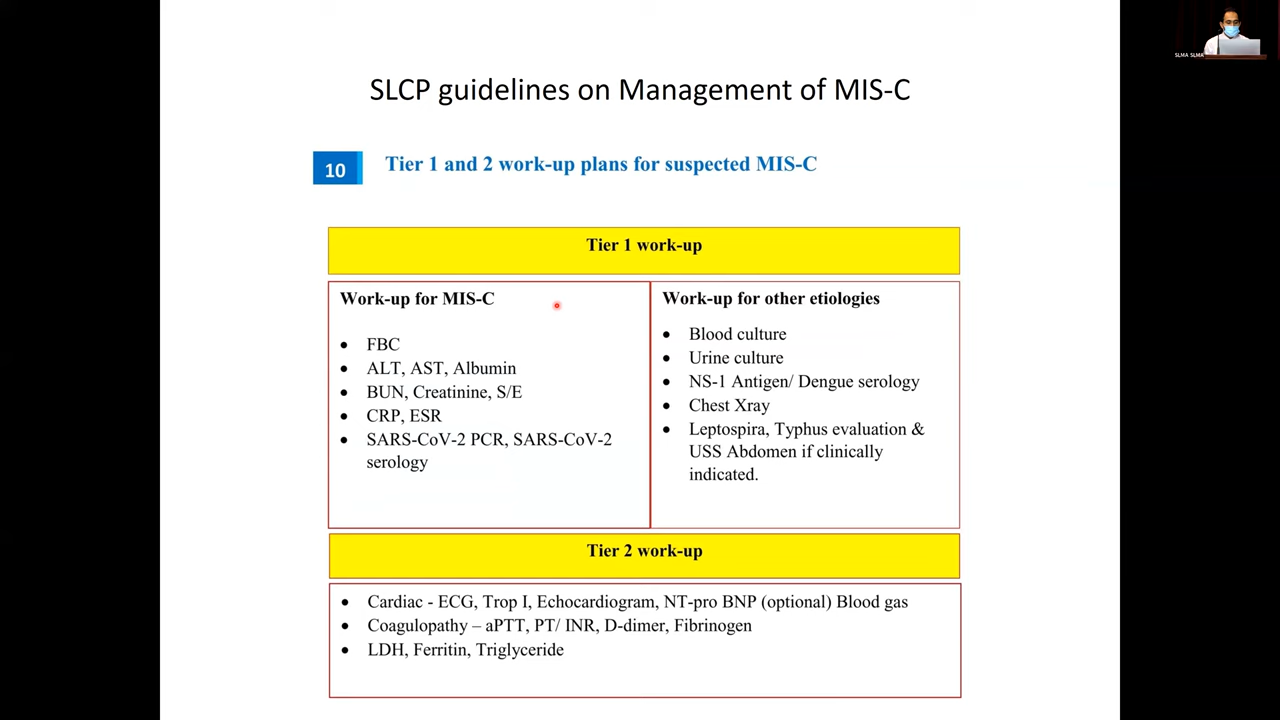 SLMA SLMA
SLCP guidelines on Management of MIS-C
10
Tier 1 and 2 work-up plans for suspected MIS-C
Tier 1 work-up
Work-up for MIS-C
• FBC
• ALT, AST, Albumin
• BUN, Creatinine, S/E
• CRP, ESR
• SARS-CoV-2 PCR, SARS-CoV-2
serology
Work-up for other etiologies
• Blood culture
• Urine culture
• NS-1 Antigen/ Dengue serology
• Chest Xray
• Leptospira, Typhus evaluation &
USS Abdomen if clinically
indicated.
Tier 2 work-up
• Cardiac - ECG, Trop I, Echocardiogram, NT-pro BNP (optional) Blood gas
• Coagulopathy – aPTT, PT/ INR, D-dimer, Fibrinogen
• LDH, Ferritin, Triglyceride